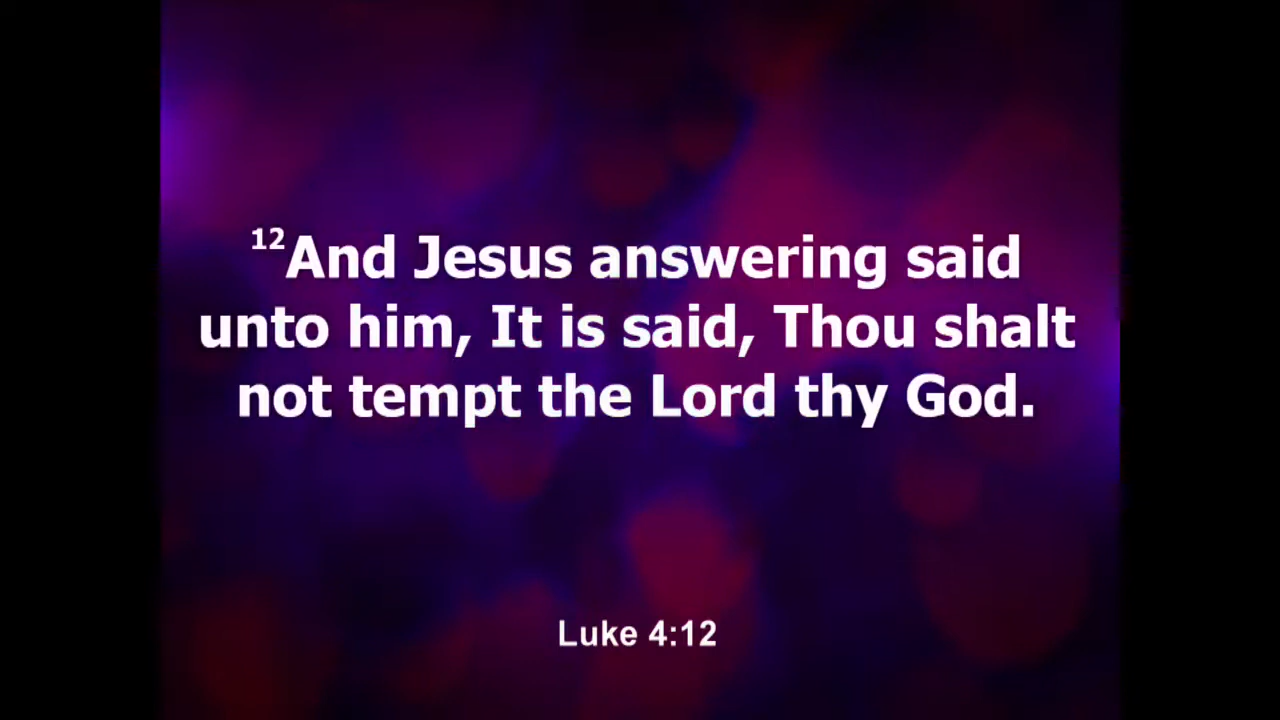 12And Jesus answering said
unto him, It is said, Thou shalt
not tempt the Lord thy God.
Luke 4:12